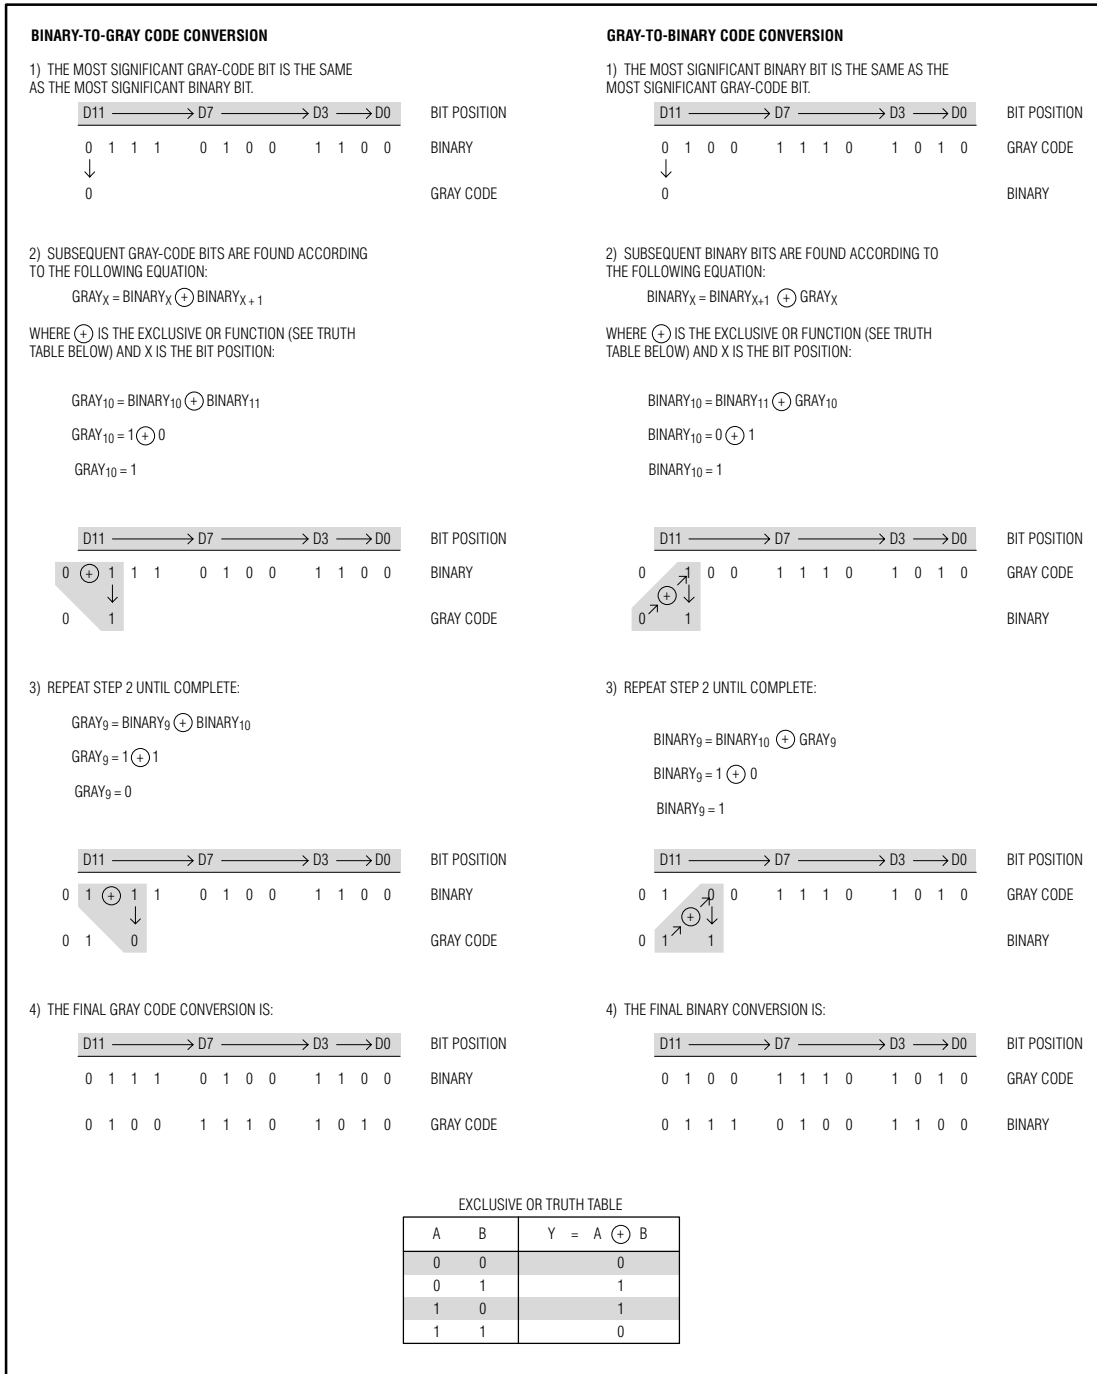 BINARY-TO-GRAY CODE CONVERSION
1) THE MOST SIGNIFICANT GRAY-CODE BIT IS THE SAME
AS THE MOST SIGNIFICANT BINARY BIT.
D11 → D7 → D3 → D0 BIT POSITION
0 1 1 1 0 1 0 0 1 1 0 0 BINARY
↓
0 GRAY CODE
2) SUBSEQUENT GRAY-CODE BITS ARE FOUND ACCORDING
TO THE FOLLOWING EQUATION:
GRAYX = BINARYX ⊕ BINARYX + 1
WHERE ⊕ IS THE EXCLUSIVE OR FUNCTION (SEE TRUTH
TABLE BELOW) AND X IS THE BIT POSITION:
GRAY10 = BINARY10 ⊕ BINARY11
GRAY10 = 1 ⊕ 0
GRAY10 = 1
D11 → D7 → D3 → D0 BIT POSITION
0 ⊕ 1 1 1 0 1 0 0 1 1 0 0 BINARY
↓
0 1 GRAY CODE
3) REPEAT STEP 2 UNTIL COMPLETE:
GRAY9 = BINARY9 ⊕ BINARY10
GRAY9 = 1 ⊕ 1
GRAY9 = 0
D11 → D7 → D3 → D0 BIT POSITION
0 1 ⊕ 1 1 0 1 0 0 1 1 0 0 BINARY
↓
0 1 0 GRAY CODE
4) THE FINAL GRAY CODE CONVERSION IS:
D11 → D7 → D3 → D0 BIT POSITION
0 1 1 1 0 1 0 0 1 1 0 0 BINARY
0 1 0 0 1 1 1 0 1 0 1 0 GRAY CODE
GRAY-TO-BINARY CODE CONVERSION
1) THE MOST SIGNIFICANT BINARY BIT IS THE SAME AS THE
MOST SIGNIFICANT GRAY-CODE BIT.
D11 → D7 → D3 → D0 BIT POSITION
0 1 0 0 1 1 1 0 1 0 1 0 GRAY CODE
↓
0 BINARY
2) SUBSEQUENT BINARY BITS ARE FOUND ACCORDING TO
THE FOLLOWING EQUATION:
BINARYX = BINARYX+1 ⊕ GRAYX
WHERE ⊕ IS THE EXCLUSIVE OR FUNCTION (SEE TRUTH
TABLE BELOW) AND X IS THE BIT POSITION:
BINARY10 = BINARY11 ⊕ GRAY10
BINARY10 = 0 ⊕ 1
BINARY10 = 1
D11 → D7 → D3 → D0 BIT POSITION
0 1 0 0 1 1 1 0 1 0 1 0 GRAY CODE
⊕ ↓
0 1 BINARY
3) REPEAT STEP 2 UNTIL COMPLETE:
BINARY9 = BINARY10 ⊕ GRAY9
BINARY9 = 1 ⊕ 0
BINARY9 = 1
D11 → D7 → D3 → D0 BIT POSITION
0 1 0 0 1 1 1 0 1 0 1 0 GRAY CODE
⊕ ↓
0 1 1 BINARY
4) THE FINAL BINARY CONVERSION IS:
D11 → D7 → D3 → D0 BIT POSITION
0 1 0 0 1 1 1 0 1 0 1 0 GRAY CODE
0 1 1 1 0 1 0 0 1 1 0 0 BINARY
EXCLUSIVE OR TRUTH TABLE
A B Y = A ⊕ B
0 0 0
0 1 1
1 0 1
1 1 0